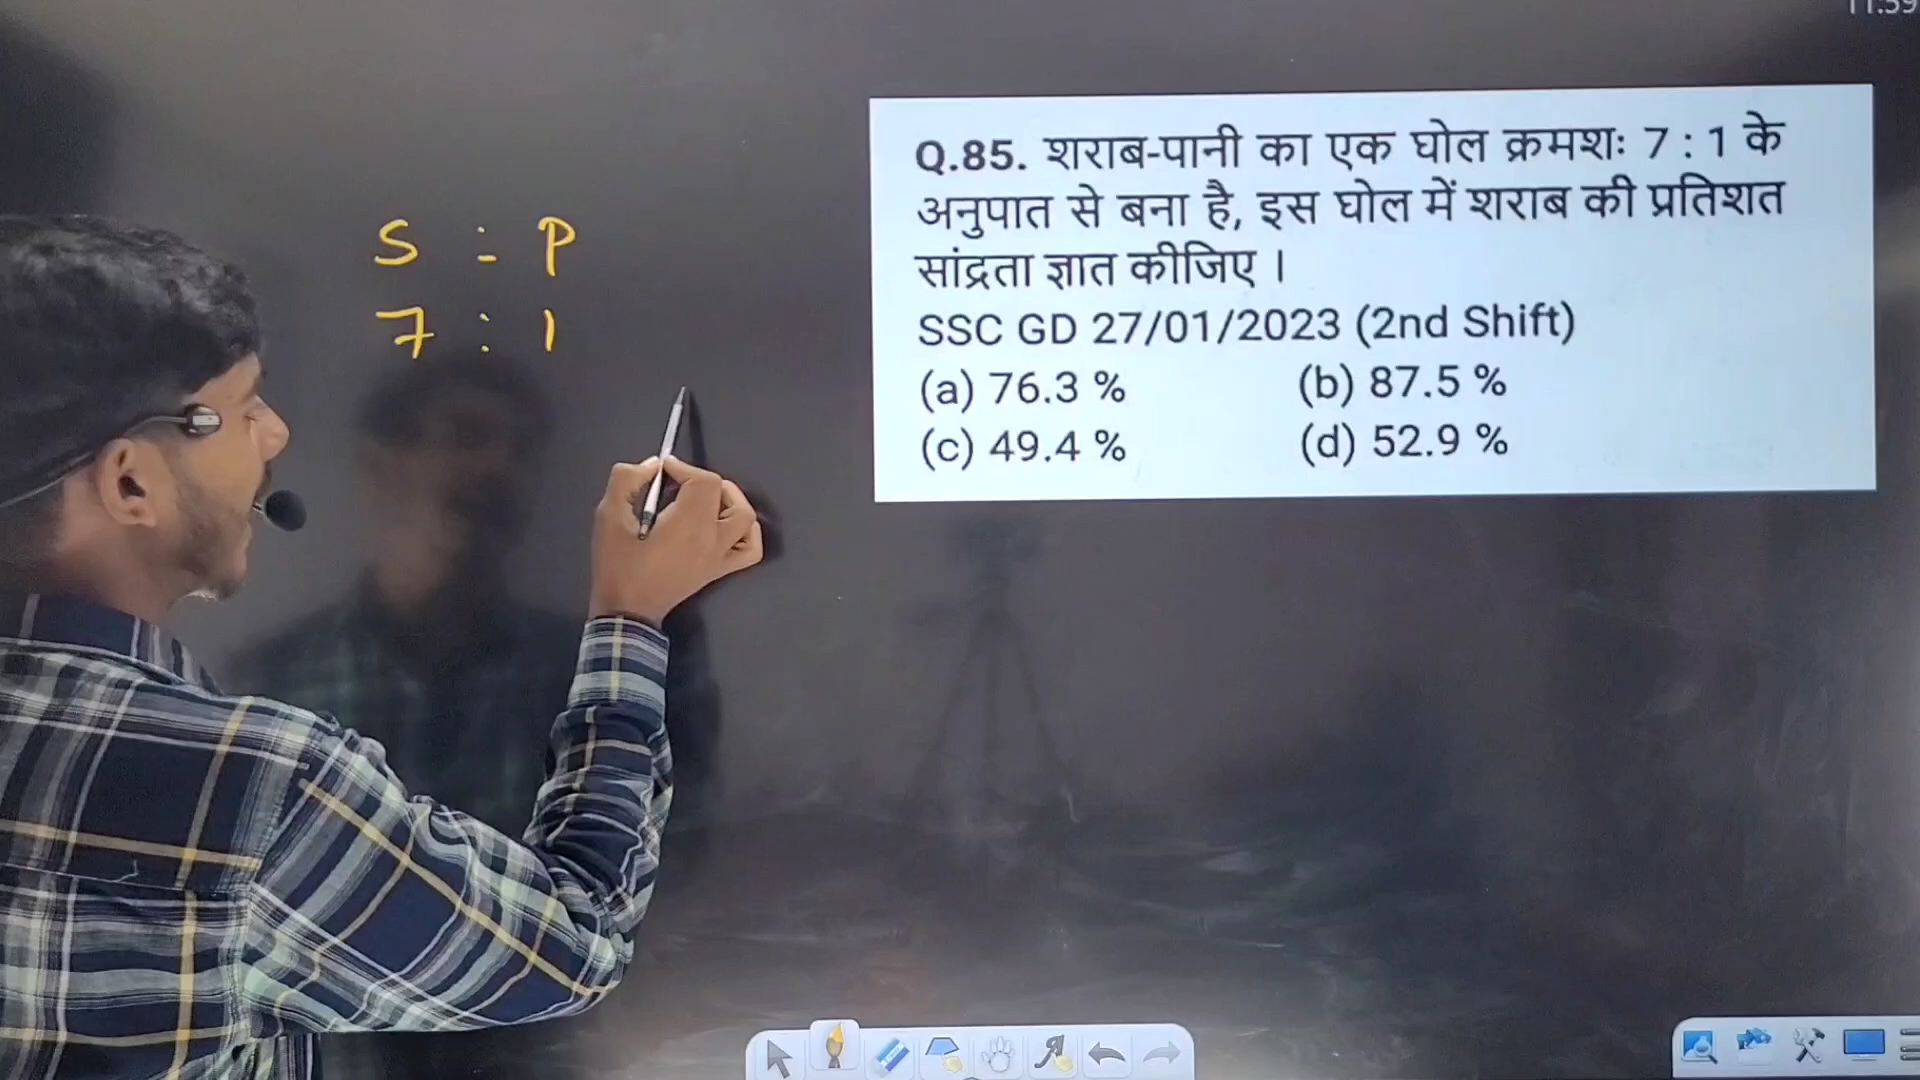 S : P
7 : 1
Q.85. शराब-पानी का एक घोल क्रमशः 7 : 1 के
अनुपात से बना है, इस घोल में शराब की प्रतिशत
सांद्रता ज्ञात कीजिए ।
SSC GD 27/01/2023 (2nd Shift)
(a) 76.3 % (b) 87.5 %
(c) 49.4 % (d) 52.9 %